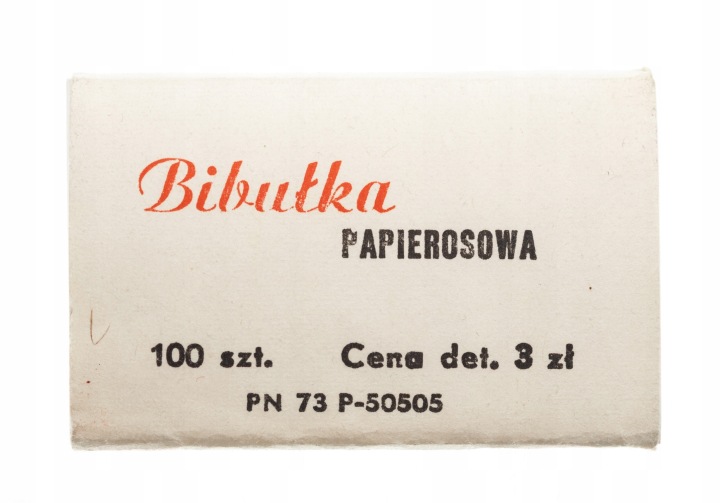 Bibułka
PAPIEROSOWA
100 szt. Cena det. 3 zł
PN 73 P-50505